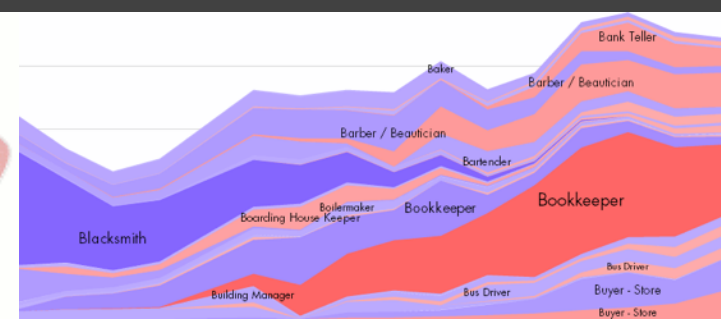 Bank Teller
Baker
Barber / Beautician
Barber / Beautician
Bartender
Boilermaker
Bookkeeper
Bookkeeper
Boarding House Keeper
Blacksmith
Bus Driver
Buyer - Store
Building Manager
Bus Driver
Buyer - Store